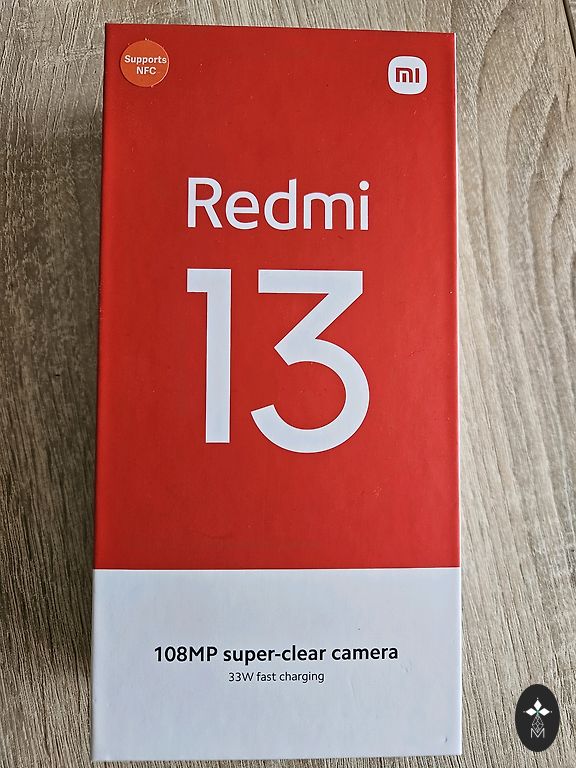 Supports
NFC
mi
Redmi
13
108MP super-clear camera
33W fast charging
M